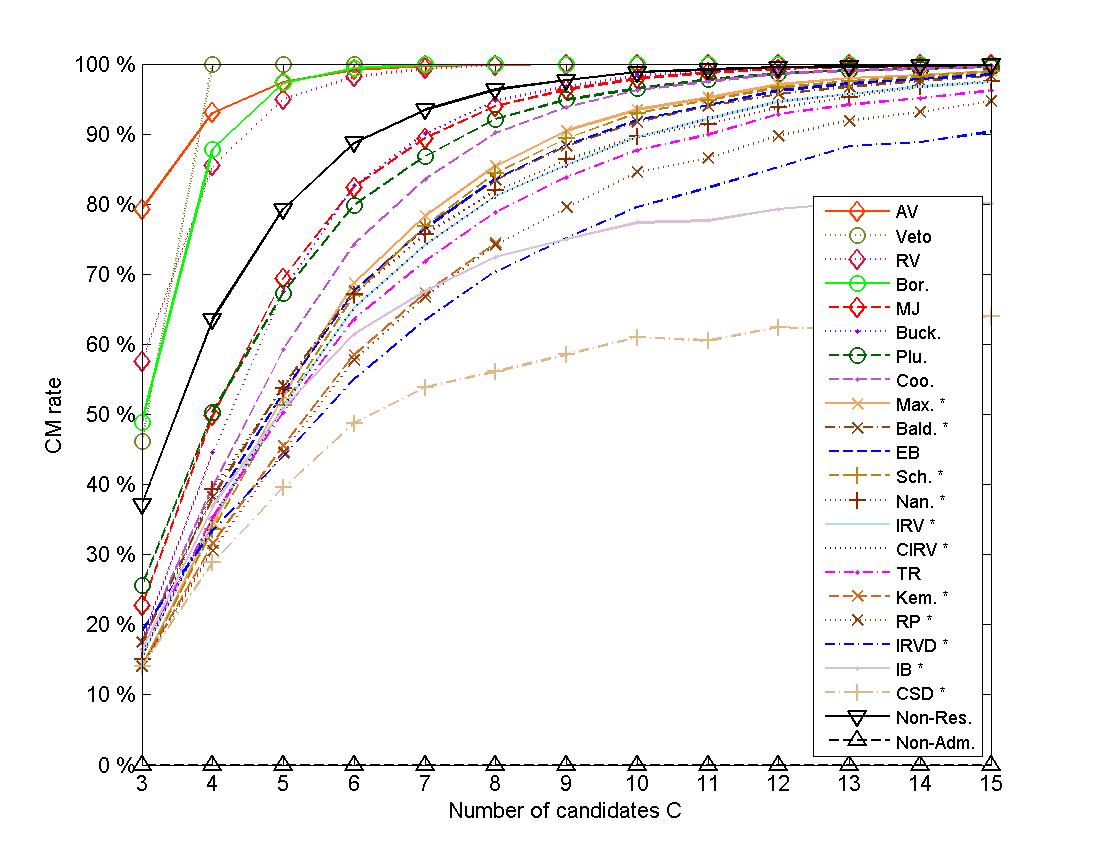 100 %
90 %
80 %
70 %
60 %
50 %
40 %
30 %
20 %
10 %
0 %
CM rate
3 4 5 6 7 8 9 10 11 12 13 14 15
Number of candidates C
AV
Veto
RV
Bor.
MJ
Buck.
Plu.
Coo.
Max. *
Bald. *
EB
Sch. *
Nan. *
IRV *
CIRV *
TR
Kem. *
RP *
IRVD *
IB *
CSD *
Non-Res.
Non-Adm.